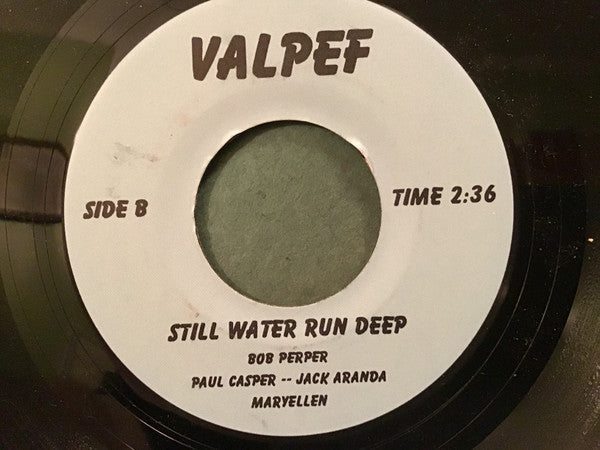 VALPEF
SIDE B
TIME 2:36
STILL WATER RUN DEEP
BOB PERPER
PAUL CASPER -- JACK ARANDA
MARYELLEN